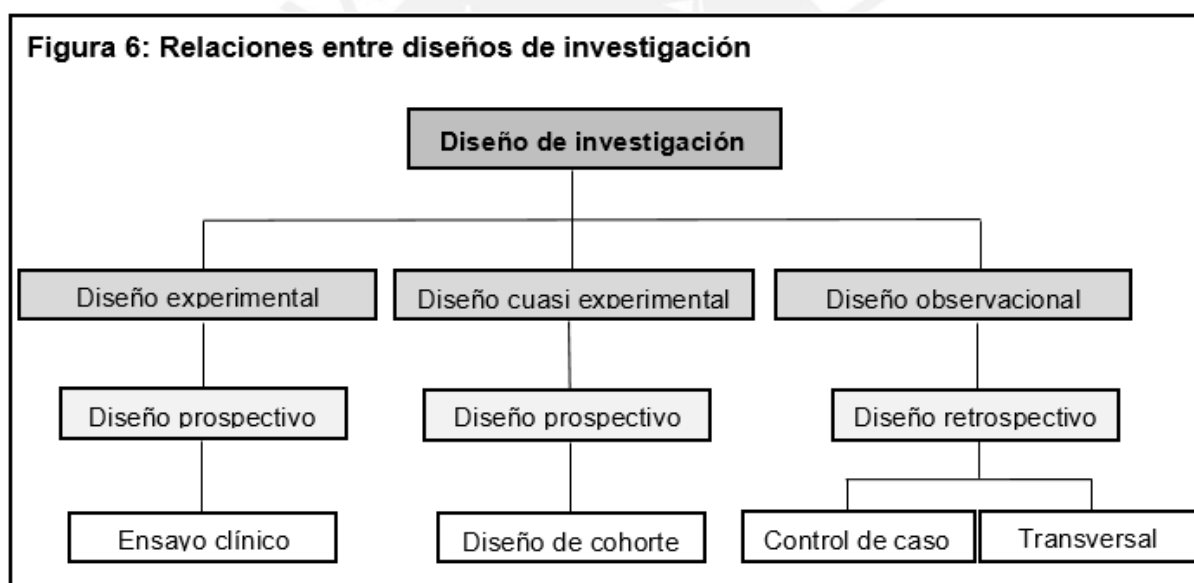 Figura 6: Relaciones entre diseños de investigación
Diseño de investigación
Diseño experimental
Diseño cuasi experimental
Diseño observacional
Diseño prospectivo
Diseño prospectivo
Diseño retrospectivo
Ensayo clínico
Diseño de cohorte
Control de caso
Transversal